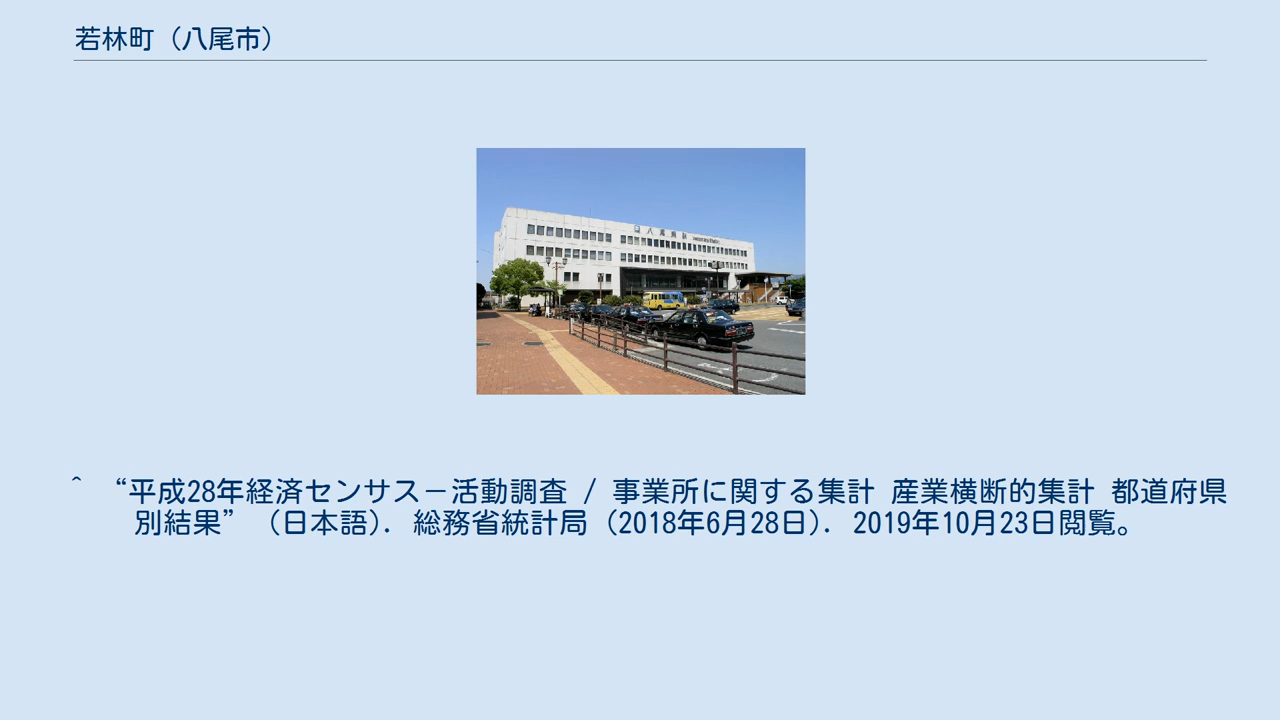 若林町（八尾市）
八尾駅
^ “平成28年経済センサス－活動調査 / 事業所に関する集計 産業横断的集計 都道府県
別結果” (日本語). 総務省統計局 (2018年6月28日). 2019年10月23日閲覧。